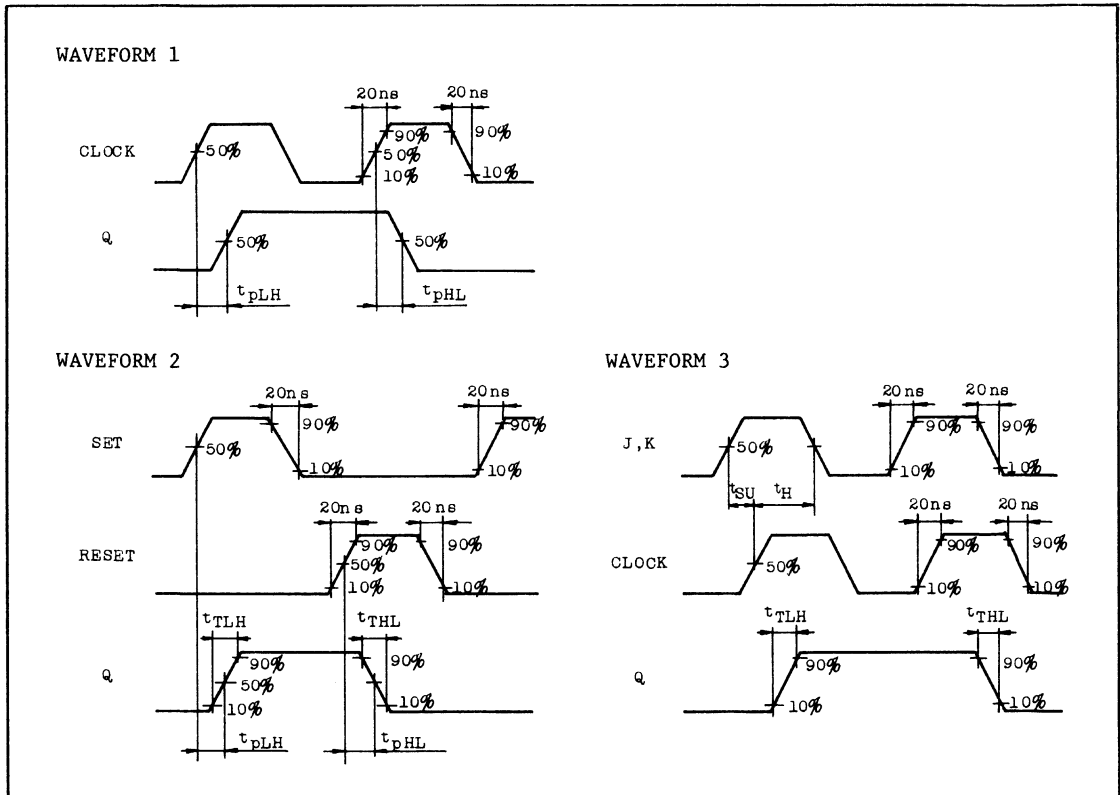 WAVEFORM 1
20ns 20ns
CLOCK 50% 90% 50% 10% 90% 10%
Q 50% 50%
tpLH tpHL
WAVEFORM 2
20ns 20ns
SET 50% 90% 10% 90% 10%
20ns 20ns
RESET 90% 50% 10% 90% 10%
tTLH tTHL
Q 90% 50% 10% 90% 10%
tpLH tpHL
WAVEFORM 3
20ns 20ns
J,K 50% 90% 10% 90% 10%
tSU tH
20ns 20ns
CLOCK 50% 90% 10% 90% 10%
tTLH tTHL
Q 90% 10% 90% 10%